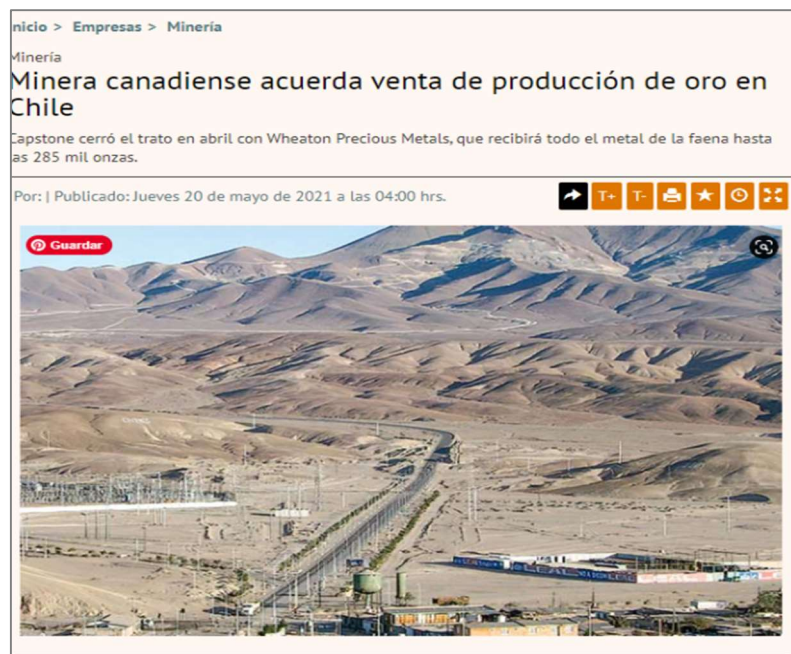 nicio > Empresas > Minería
Minería
Minera canadiense acuerda venta de producción de oro en
Chile
Capstone cerró el trato en abril con Wheaton Precious Metals, que recibirá todo el metal de la faena hasta
as 285 mil onzas.
Por: | Publicado: Jueves 20 de mayo de 2021 a las 04:00 hrs.
T+ T-
Guardar